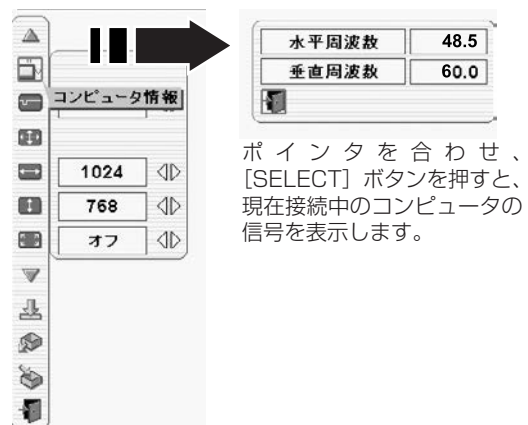 コンピュータ情報
1024
768
オフ
水平周波数 48.5
垂直周波数 60.0
ポインタを合わせ、
［SELECT］ボタンを押すと、
現在接続中のコンピュータの
信号を表示します。